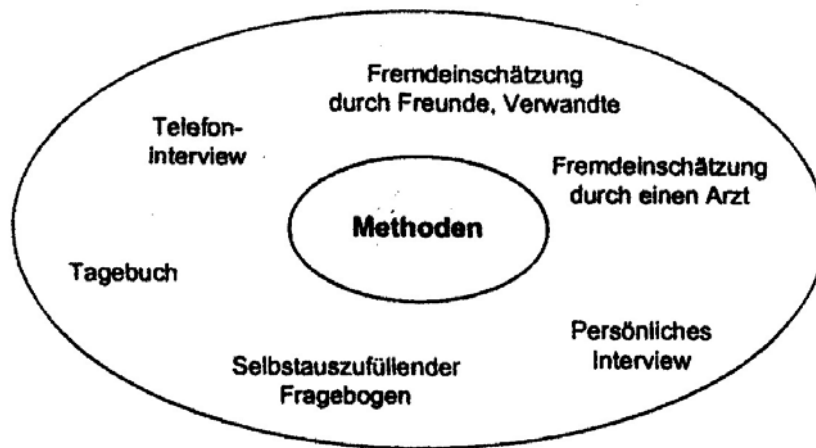 Fremdeinschätzung
durch Freunde, Verwandte
Telefon-
interview
Fremdeinschätzung
durch einen Arzt
Methoden
Tagebuch
Persönliches
Interview
Selbstauszufüllender
Fragebogen